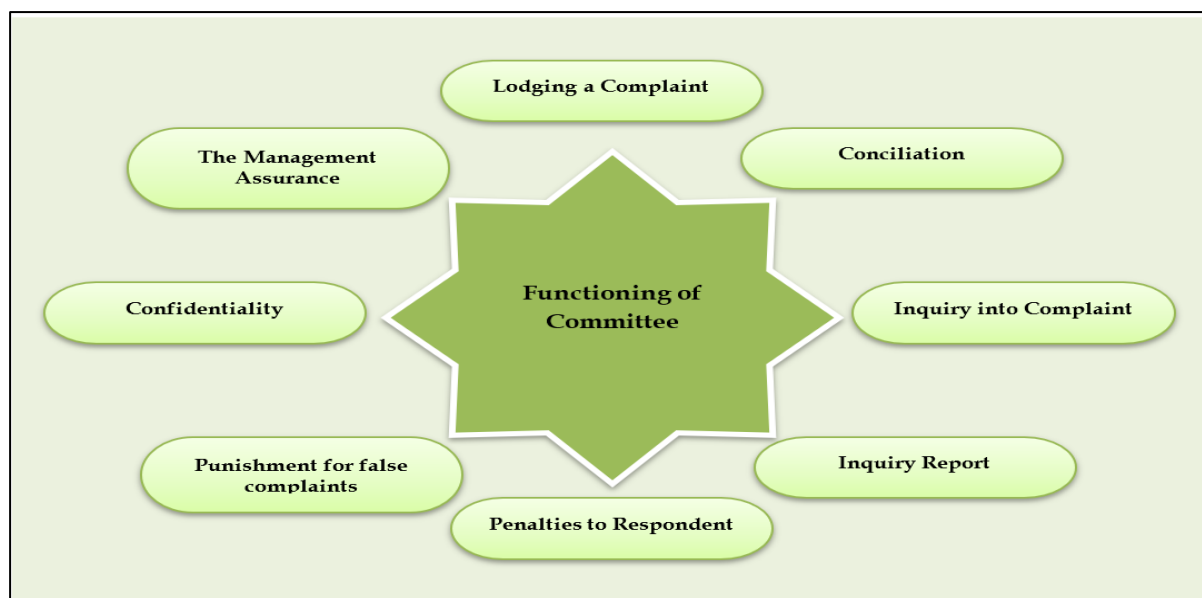 Lodging a Complaint
The Management
Assurance
Conciliation
Functioning of
Committee
Confidentiality
Inquiry into Complaint
Punishment for false
complaints
Inquiry Report
Penalties to Respondent